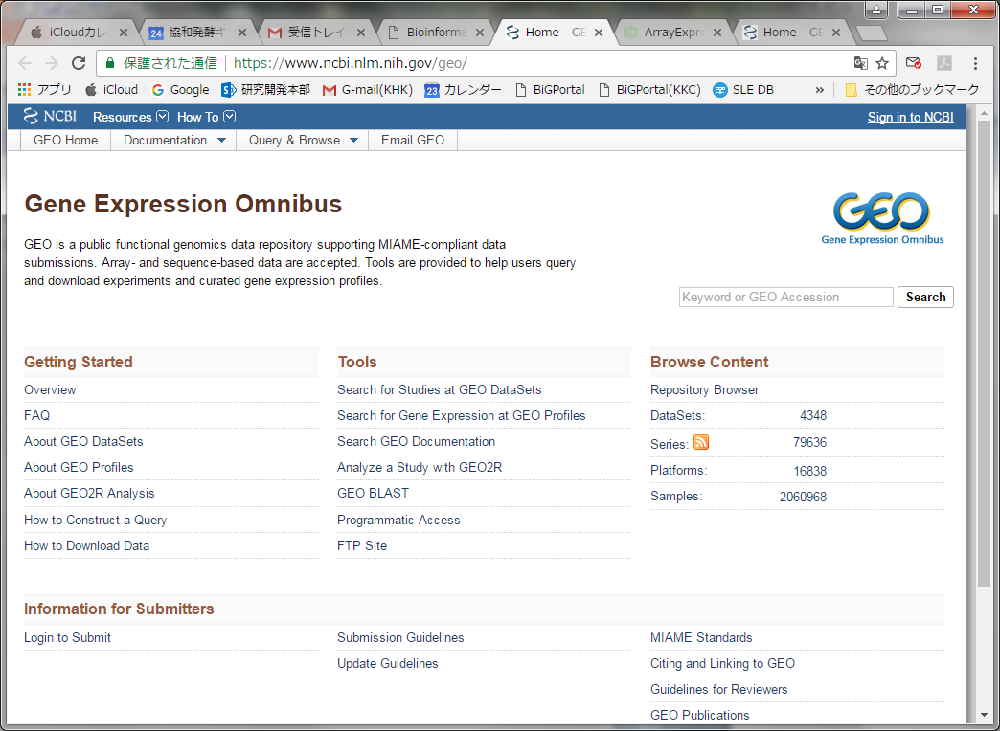 iCloudカレ
24 協和発酵キ
受信トレイ
Bioinforma
Home - GE
ArrayExpre
Home - GE
保護された通信 https://www.ncbi.nlm.nih.gov/geo/
アプリ iCloud Google 研究開発本部 G-mail(KHK) 23 カレンダー BiGPortal BiGPortal(KKC) SLE DB » その他のブックマーク
NCBI Resources How To Sign in to NCBI
GEO Home Documentation Query & Browse Email GEO
Gene Expression Omnibus
GEO
Gene Expression Omnibus
GEO is a public functional genomics data repository supporting MIAME-compliant data
submissions. Array- and sequence-based data are accepted. Tools are provided to help users query
and download experiments and curated gene expression profiles.
Keyword or GEO Accession Search
Getting Started
Overview
FAQ
About GEO DataSets
About GEO Profiles
About GEO2R Analysis
How to Construct a Query
How to Download Data
Tools
Search for Studies at GEO DataSets
Search for Gene Expression at GEO Profiles
Search GEO Documentation
Analyze a Study with GEO2R
GEO BLAST
Programmatic Access
FTP Site
Browse Content
Repository Browser
DataSets: 4348
Series: 79636
Platforms: 16838
Samples: 2060968
Information for Submitters
Login to Submit
Submission Guidelines
Update Guidelines
MIAME Standards
Citing and Linking to GEO
Guidelines for Reviewers
GEO Publications